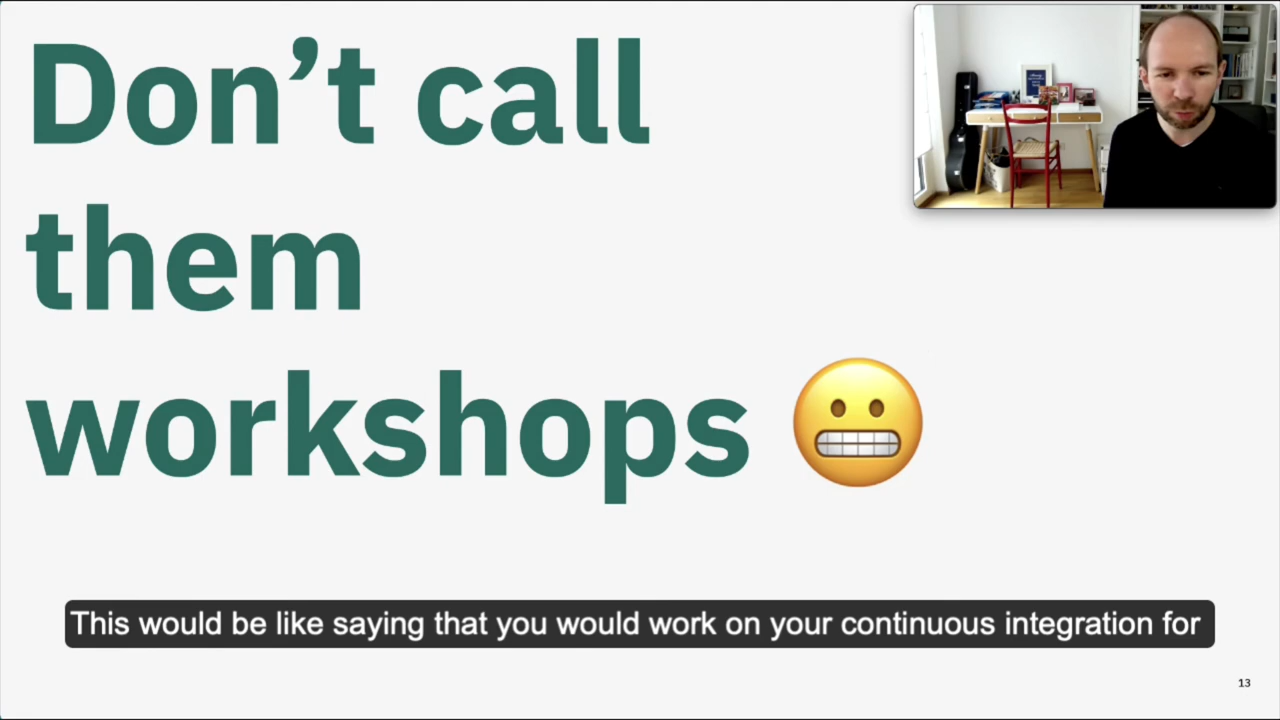 Don’t call
them
workshops 😬
This would be like saying that you would work on your continuous integration for
13